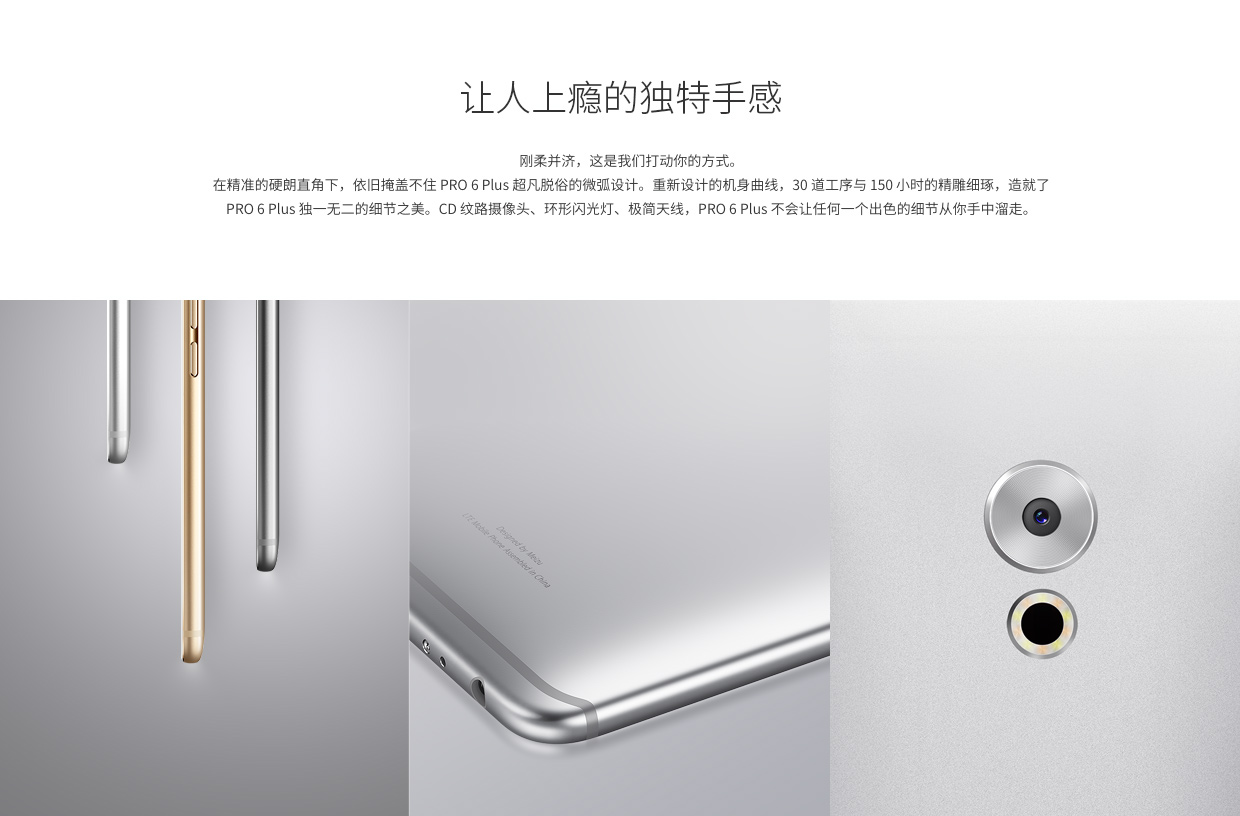 让人上瘾的独特手感
刚柔并济，这是我们打动你的方式。
在精准的硬朗直角下，依旧掩盖不住 PRO 6 Plus 超凡脱俗的微弧设计。重新设计的机身曲线，30 道工序与 150 小时的精雕细琢，造就了
PRO 6 Plus 独一无二的细节之美。CD 纹路摄像头、环形闪光灯、极简天线，PRO 6 Plus 不会让任何一个出色的细节从你手中溜走。
Designed by Meizu
LTE Mobile Phone Assembled in China